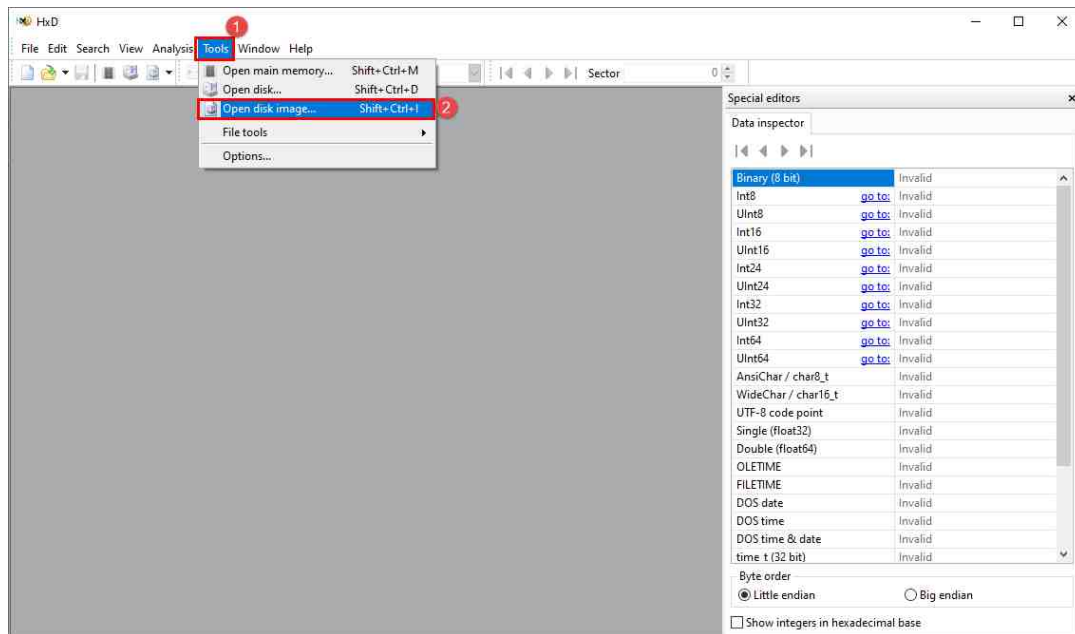 HxD
1
File Edit Search View Analysis Tools Window Help
Sector 0
Open main memory... Shift+Ctrl+M
Open disk... Shift+Ctrl+D
Open disk image... Shift+Ctrl+I
2
File tools
Options...
Special editors
Data inspector
Binary (8 bit) Invalid
Int8 go to: Invalid
UInt8 go to: Invalid
Int16 go to: Invalid
UInt16 go to: Invalid
Int24 go to: Invalid
UInt24 go to: Invalid
Int32 go to: Invalid
UInt32 go to: Invalid
Int64 go to: Invalid
UInt64 go to: Invalid
AnsiChar / char8_t Invalid
WideChar / char16_t Invalid
UTF-8 code point Invalid
Single (float32) Invalid
Double (float64) Invalid
OLETIME Invalid
FILETIME Invalid
DOS date Invalid
DOS time Invalid
DOS time & date Invalid
time_t (32 bit) Invalid
Byte order
Little endian Big endian
Show integers in hexadecimal base